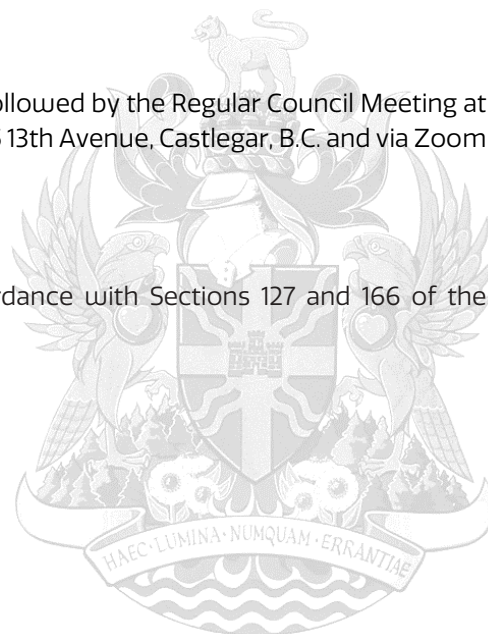 ollowed by the Regular Council Meeting at
13th Avenue, Castlegar, B.C. and via Zoom
rdance with Sections 127 and 166 of the
HAEC·LUMINA·NUMQUAM·ERRANTIAE